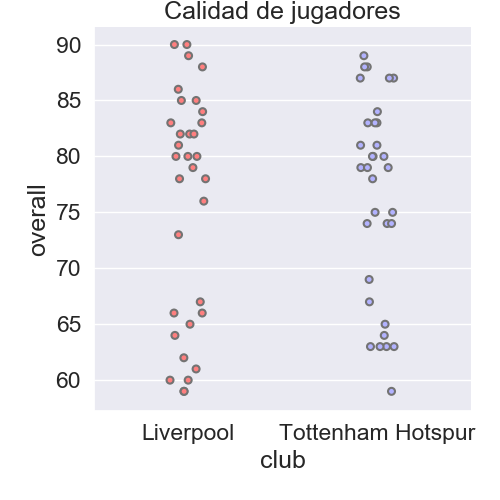 Calidad de jugadores
90
85
80
75
70
65
60
overall
Liverpool
Tottenham Hotspur
club